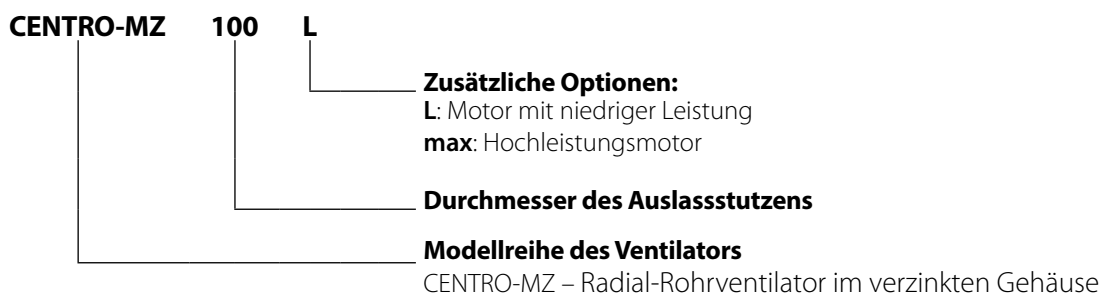 CENTRO-MZ 100 L
Zusätzliche Optionen:
L: Motor mit niedriger Leistung
max: Hochleistungsmotor
Durchmesser des Auslassstutzens
Modellreihe des Ventilators
CENTRO-MZ – Radial-Rohrventilator im verzinkten Gehäuse